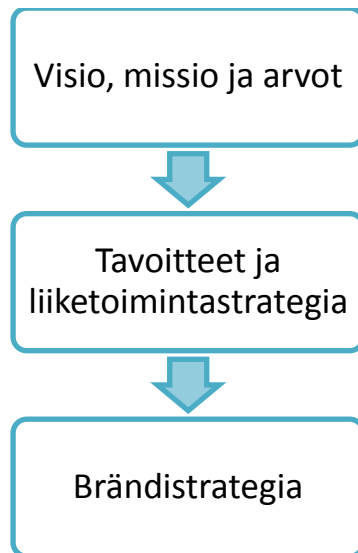 Visio, missio ja arvot
Tavoitteet ja
liiketoimintastrategia
Brändistrategia